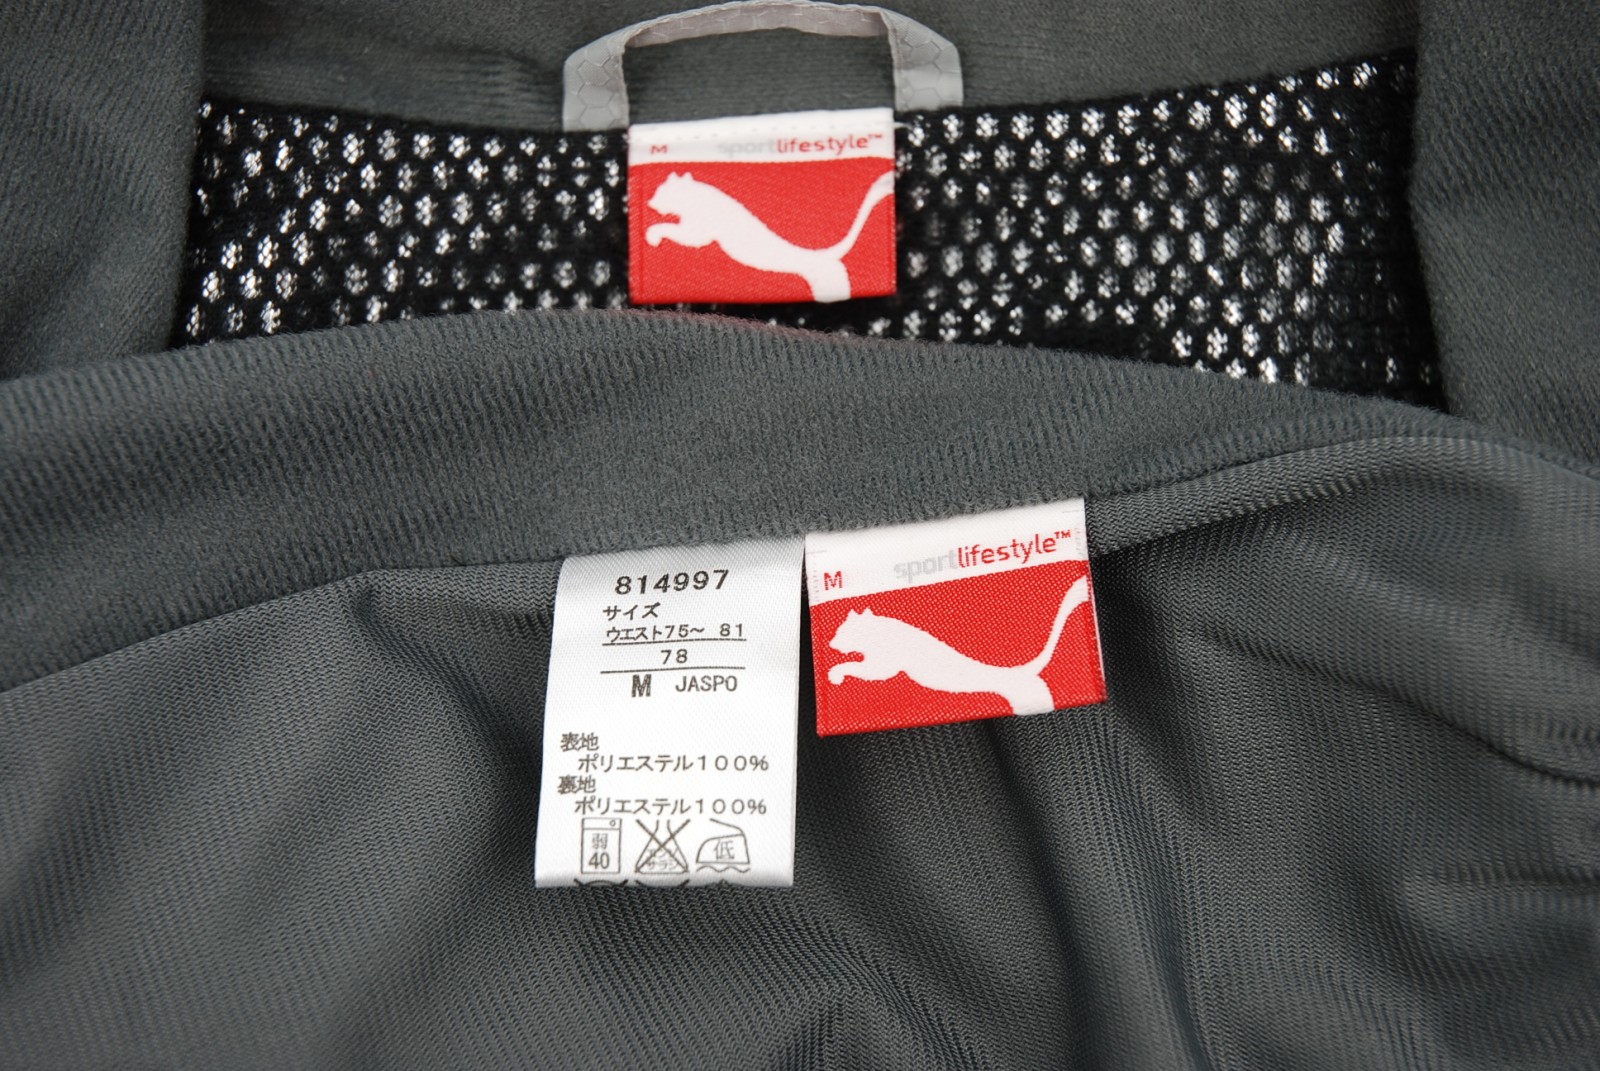 M sportlifestyle™
M sportlifestyle™
814997
サイズ
ウエスト75〜 81
78
M JASPO
表地
ポリエステル100%
裏地
ポリエステル100%
弱
40
低